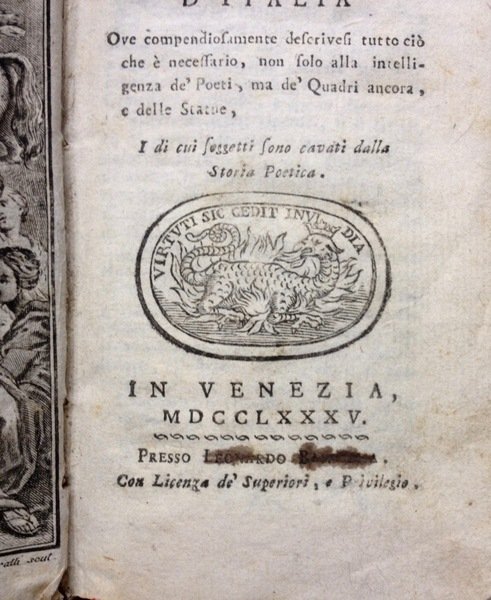 D'ITALIA
Ove compendiosamente descrivesi tutto ciò
che è necessario, non solo alla intelli-
genza de' Poeti, ma de' Quadri ancora,
e delle Statue,
I di cui soggetti sono cavati dalla
Storia Poetica.
VIRTUTI SIC CEDIT INVIDIA
IN VENEZIA,
MDCCLXXXV.
PRESSO LEONARDO
Con Licenza de' Superiori, e Privilegio.
scul.